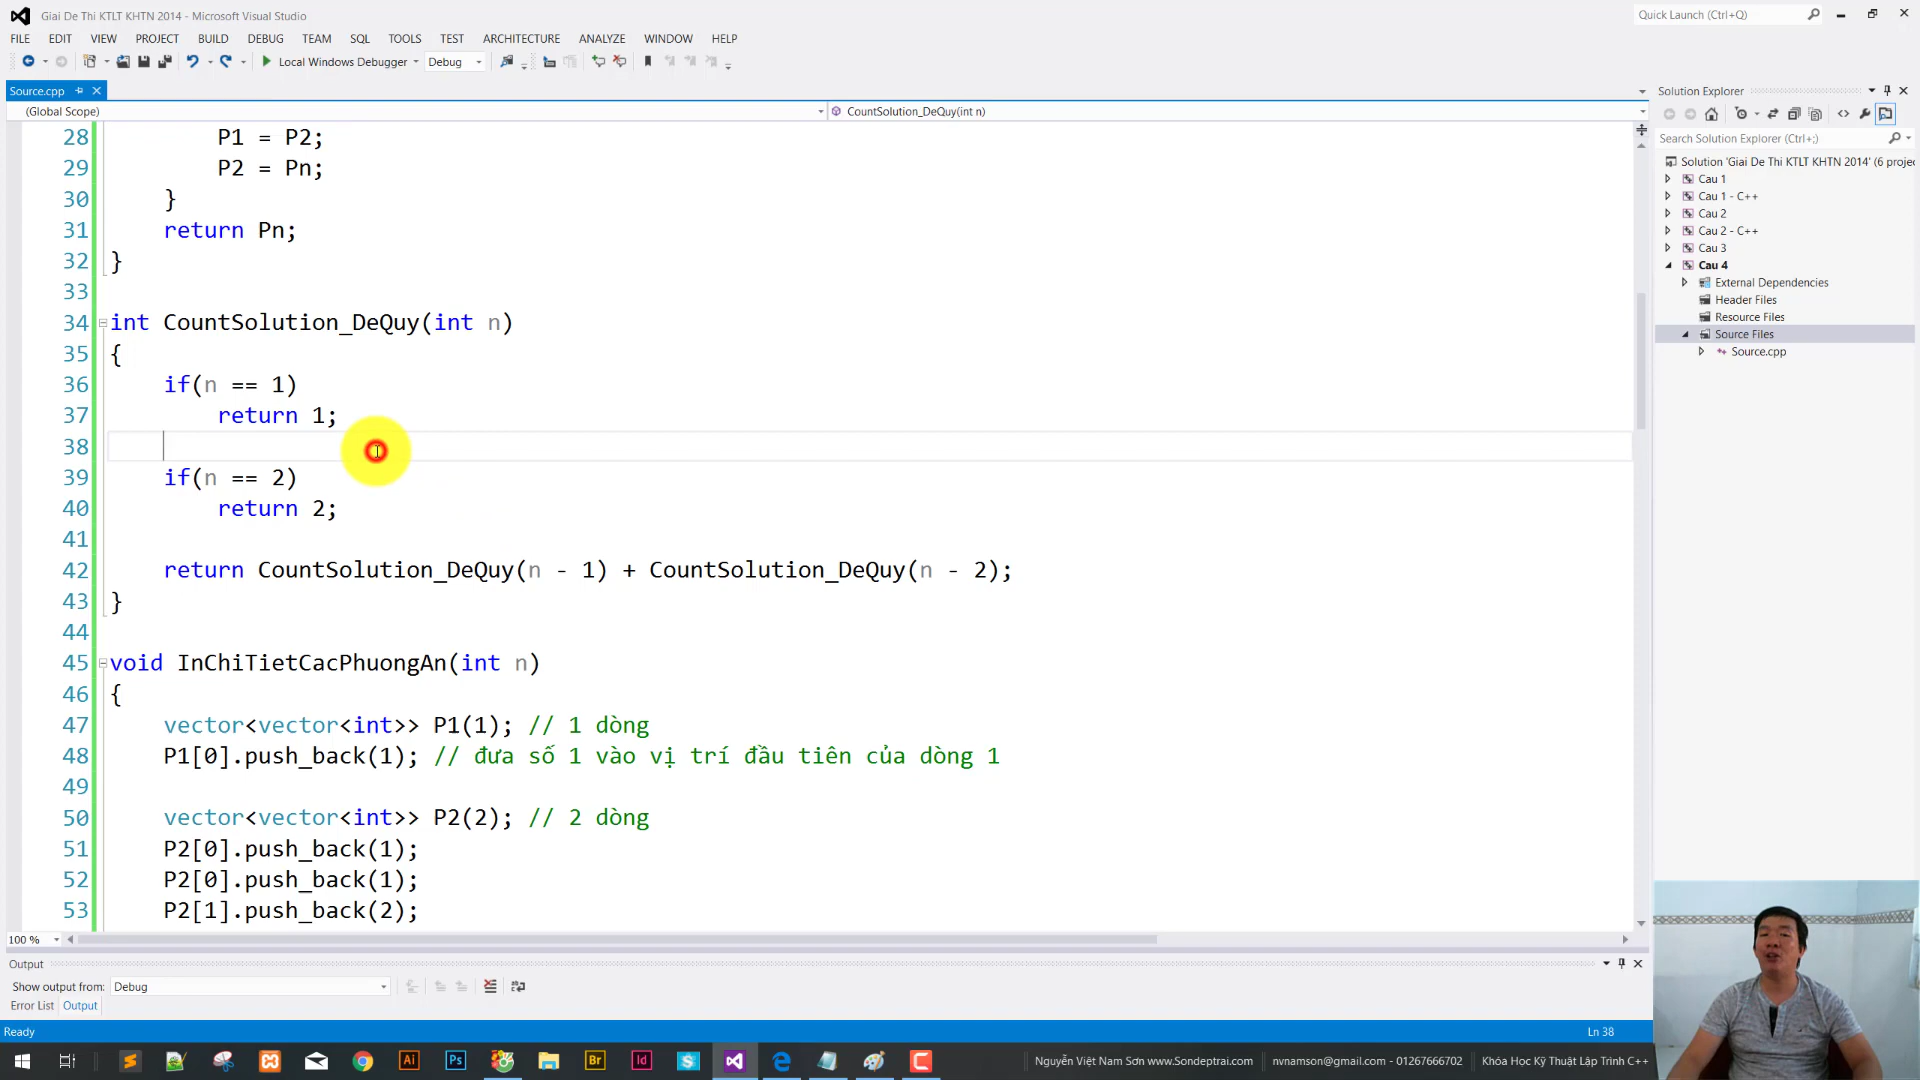 Giai De Thi KTLT KHTN 2014 - Microsoft Visual Studio
Quick Launch (Ctrl+Q)
FILE EDIT VIEW PROJECT BUILD DEBUG TEAM SQL TOOLS TEST ARCHITECTURE ANALYZE WINDOW HELP
Local Windows Debugger Debug
Source.cpp
(Global Scope) CountSolution_DeQuy(int n)
28 P1 = P2;
29 P2 = Pn;
30 }
31 return Pn;
32 }
33
34 int CountSolution_DeQuy(int n)
35 {
36 if(n == 1)
37 return 1;
38
39 if(n == 2)
40 return 2;
41
42 return CountSolution_DeQuy(n - 1) + CountSolution_DeQuy(n - 2);
43 }
44
45 void InChiTietCacPhuongAn(int n)
46 {
47 vector<vector<int>> P1(1); // 1 dòng
48 P1[0].push_back(1); // đưa số 1 vào vị trí đầu tiên của dòng 1
49
50 vector<vector<int>> P2(2); // 2 dòng
51 P2[0].push_back(1);
52 P2[0].push_back(1);
53 P2[1].push_back(2);
100 %
Output
Show output from: Debug
Error List Output
Ready Ln 38
Solution Explorer
Search Solution Explorer (Ctrl+;)
Solution 'Giai De Thi KTLT KHTN 2014' (6 projec
Cau 1
Cau 1 - C++
Cau 2
Cau 2 - C++
Cau 3
Cau 4
External Dependencies
Header Files
Resource Files
Source Files
Source.cpp
Ai Ps Br Id
Nguyễn Việt Nam Sơn www.Sondeptrai.com nvnamson@gmail.com - 01267666702 Khóa Học Kỹ Thuật Lập Trình C++